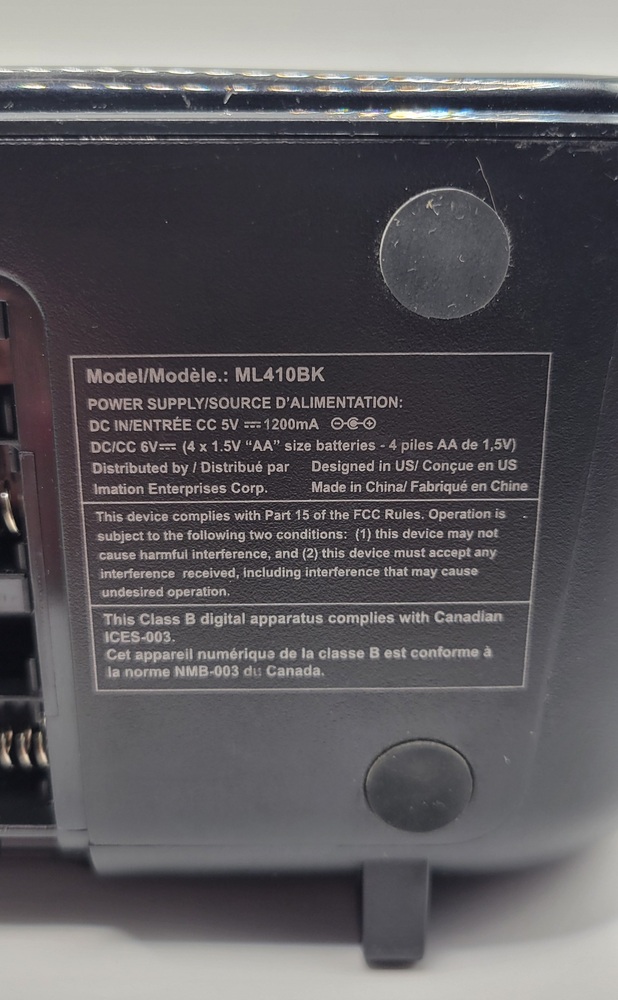 Model/Modèle.: ML410BK
POWER SUPPLY/SOURCE D'ALIMENTATION:
DC IN/ENTRÉE CC 5V ⎓ 1200mA
DC/CC 6V⎓ (4 x 1.5V “AA” size batteries - 4 piles AA de 1,5V)
Distributed by / Distribué par Designed in US/ Conçue en US
Imation Enterprises Corp. Made in China/ Fabriqué en Chine
This device complies with Part 15 of the FCC Rules. Operation is
subject to the following two conditions: (1) this device may not
cause harmful interference, and (2) this device must accept any
interference received, including interference that may cause
undesired operation.
This Class B digital apparatus complies with Canadian
ICES-003.
Cet appareil numérique de la classe B est conforme à
la norme NMB-003 du Canada.